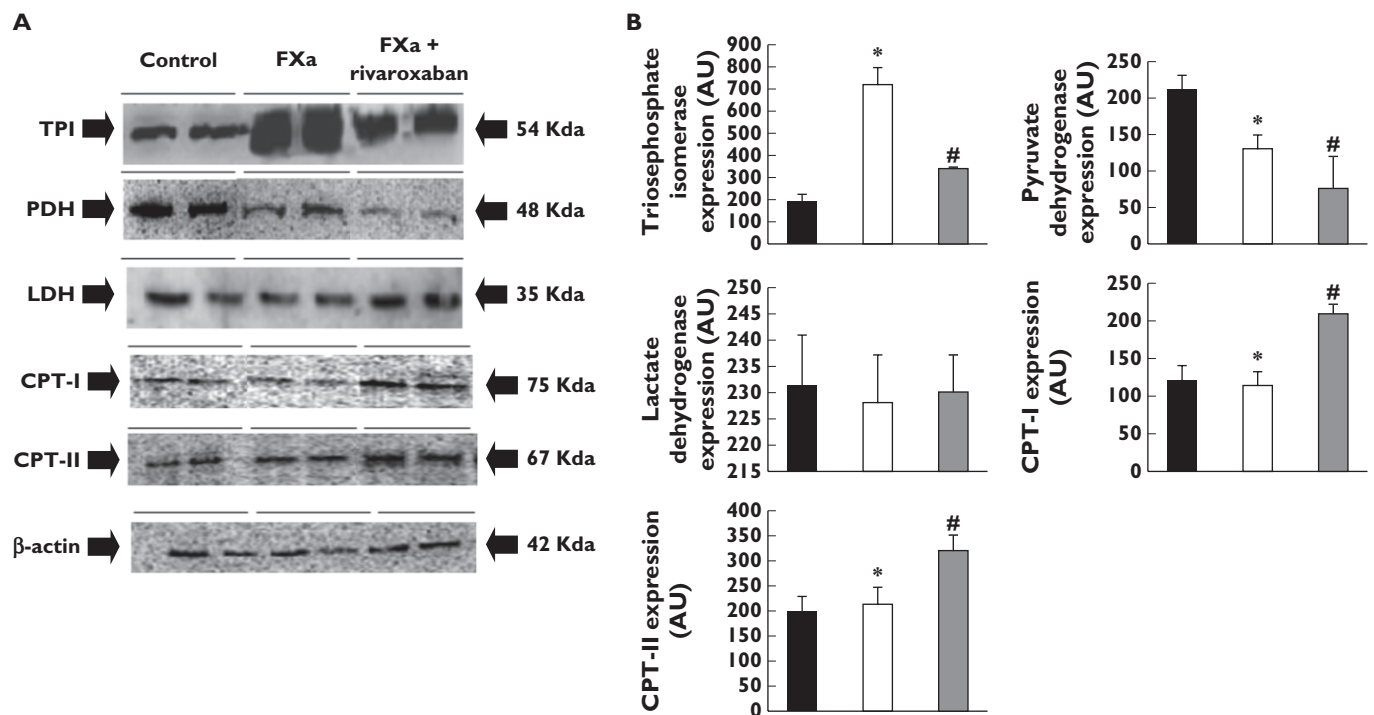 A
Control
FXa
FXa +
rivaroxaban
TPI
54 Kda
PDH
48 Kda
LDH
35 Kda
CPT-I
75 Kda
CPT-II
67 Kda
β-actin
42 Kda
B
Triosephosphate
isomerase
expression (AU)
900
800
700
600
500
400
300
200
100
0
*
#
Pyruvate
dehydrogenase
expression (AU)
250
200
150
100
50
0
*
#
Lactate
dehydrogenase
expression (AU)
250
245
240
235
230
225
220
215
CPT-I expression
(AU)
250
200
150
100
50
0
*
#
CPT-II expression
(AU)
400
350
300
250
200
150
100
50
0
*
#